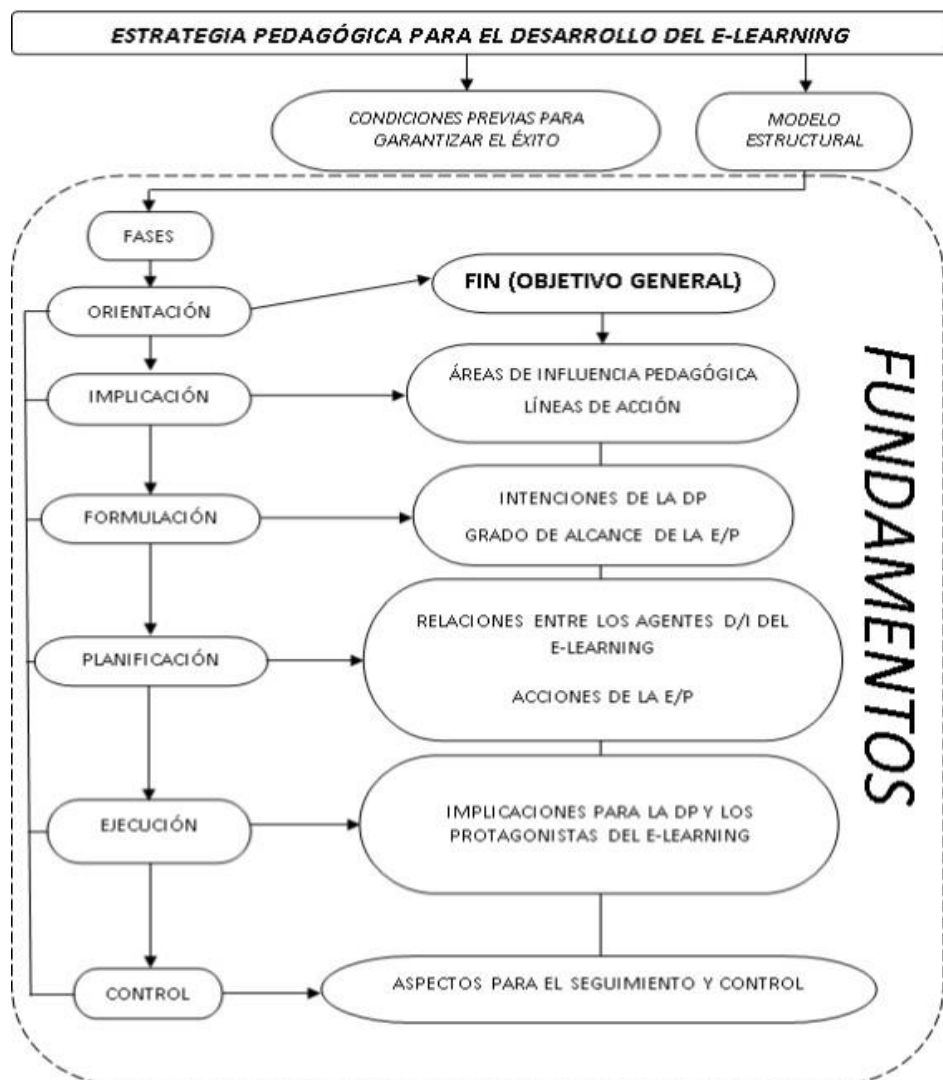 ESTRATEGIA PEDAGÓGICA PARA EL DESARROLLO DEL E-LEARNING
CONDICIONES PREVIAS PARA
GARANTIZAR EL ÉXITO
MODELO
ESTRUCTURAL
FASES
FIN (OBJETIVO GENERAL)
ORIENTACIÓN
ÁREAS DE INFLUENCIA PEDAGÓGICA
LÍNEAS DE ACCIÓN
IMPLICACIÓN
INTENCIONES DE LA DP
GRADO DE ALCANCE DE LA E/P
FORMULACIÓN
RELACIONES ENTRE LOS AGENTES D/I DEL
E-LEARNING
ACCIONES DE LA E/P
PLANIFICACIÓN
IMPLICACIONES PARA LA DP Y LOS
PROTAGONISTAS DEL E-LEARNING
EJECUCIÓN
ASPECTOS PARA EL SEGUIMIENTO Y CONTROL
CONTROL
FUNDAMENTOS